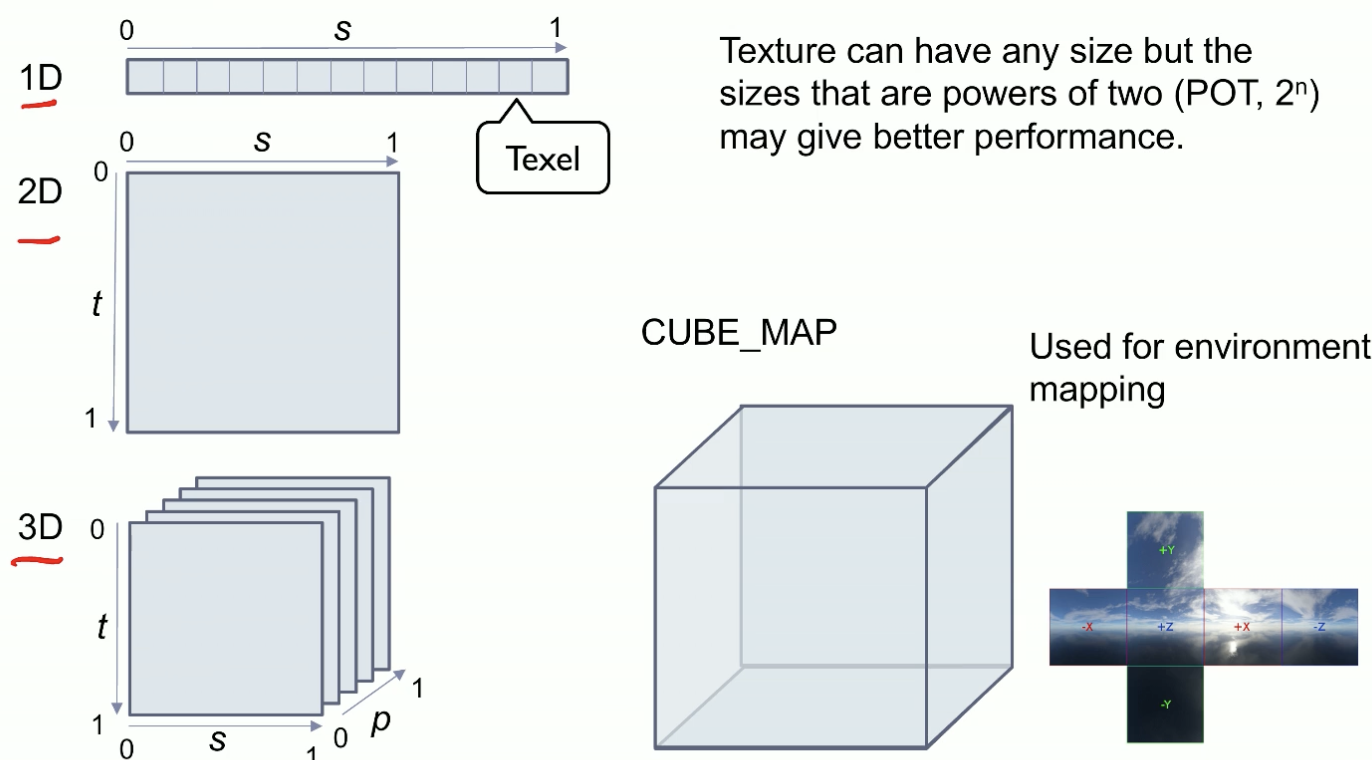 0 s 1
1D
Texel
Texture can have any size but the
sizes that are powers of two (POT, 2ⁿ)
may give better performance.
0 s 1
0
2D
t
1
CUBE_MAP
Used for environment
mapping
3D
0
t
1
0 s 1
0 p 1
+Y
-X +Z +X -Z
-Y